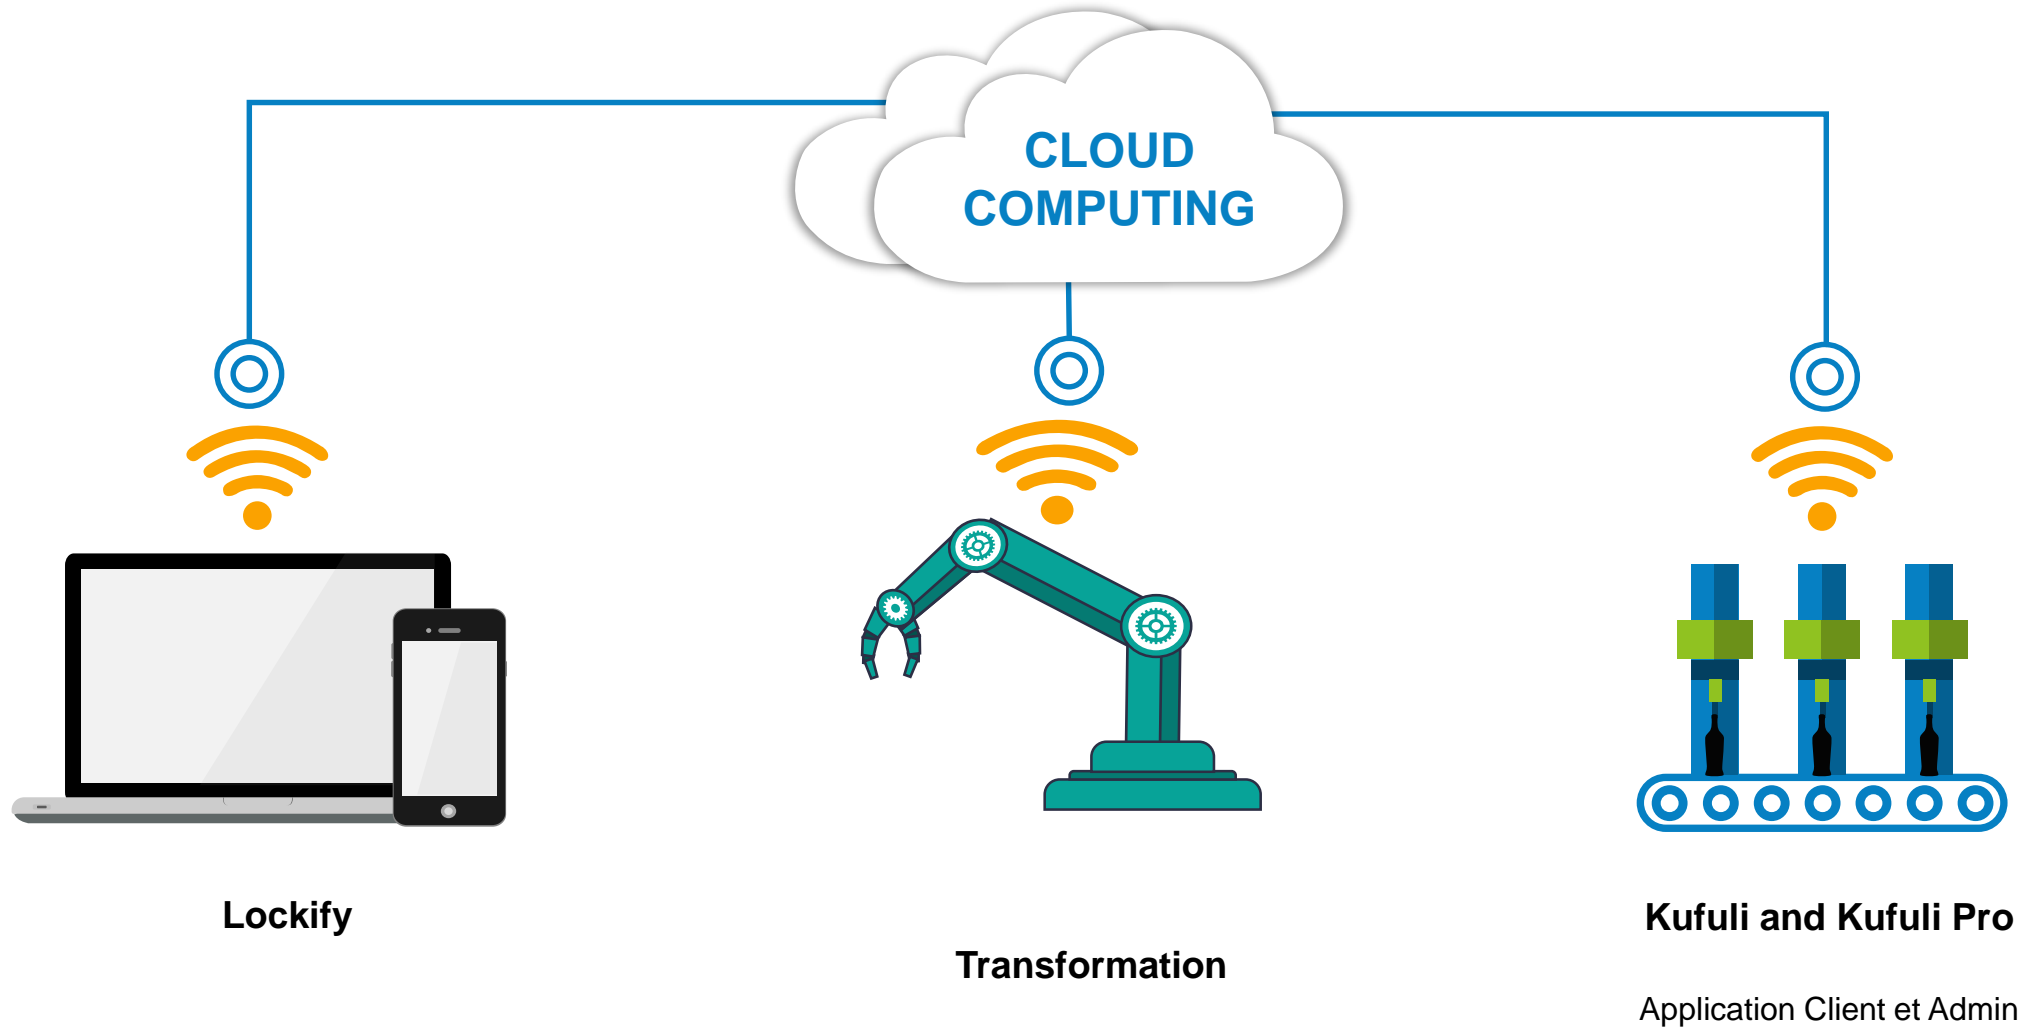 CLOUD
COMPUTING
Lockify
Transformation
Kufuli and Kufuli Pro
Application Client et Admin